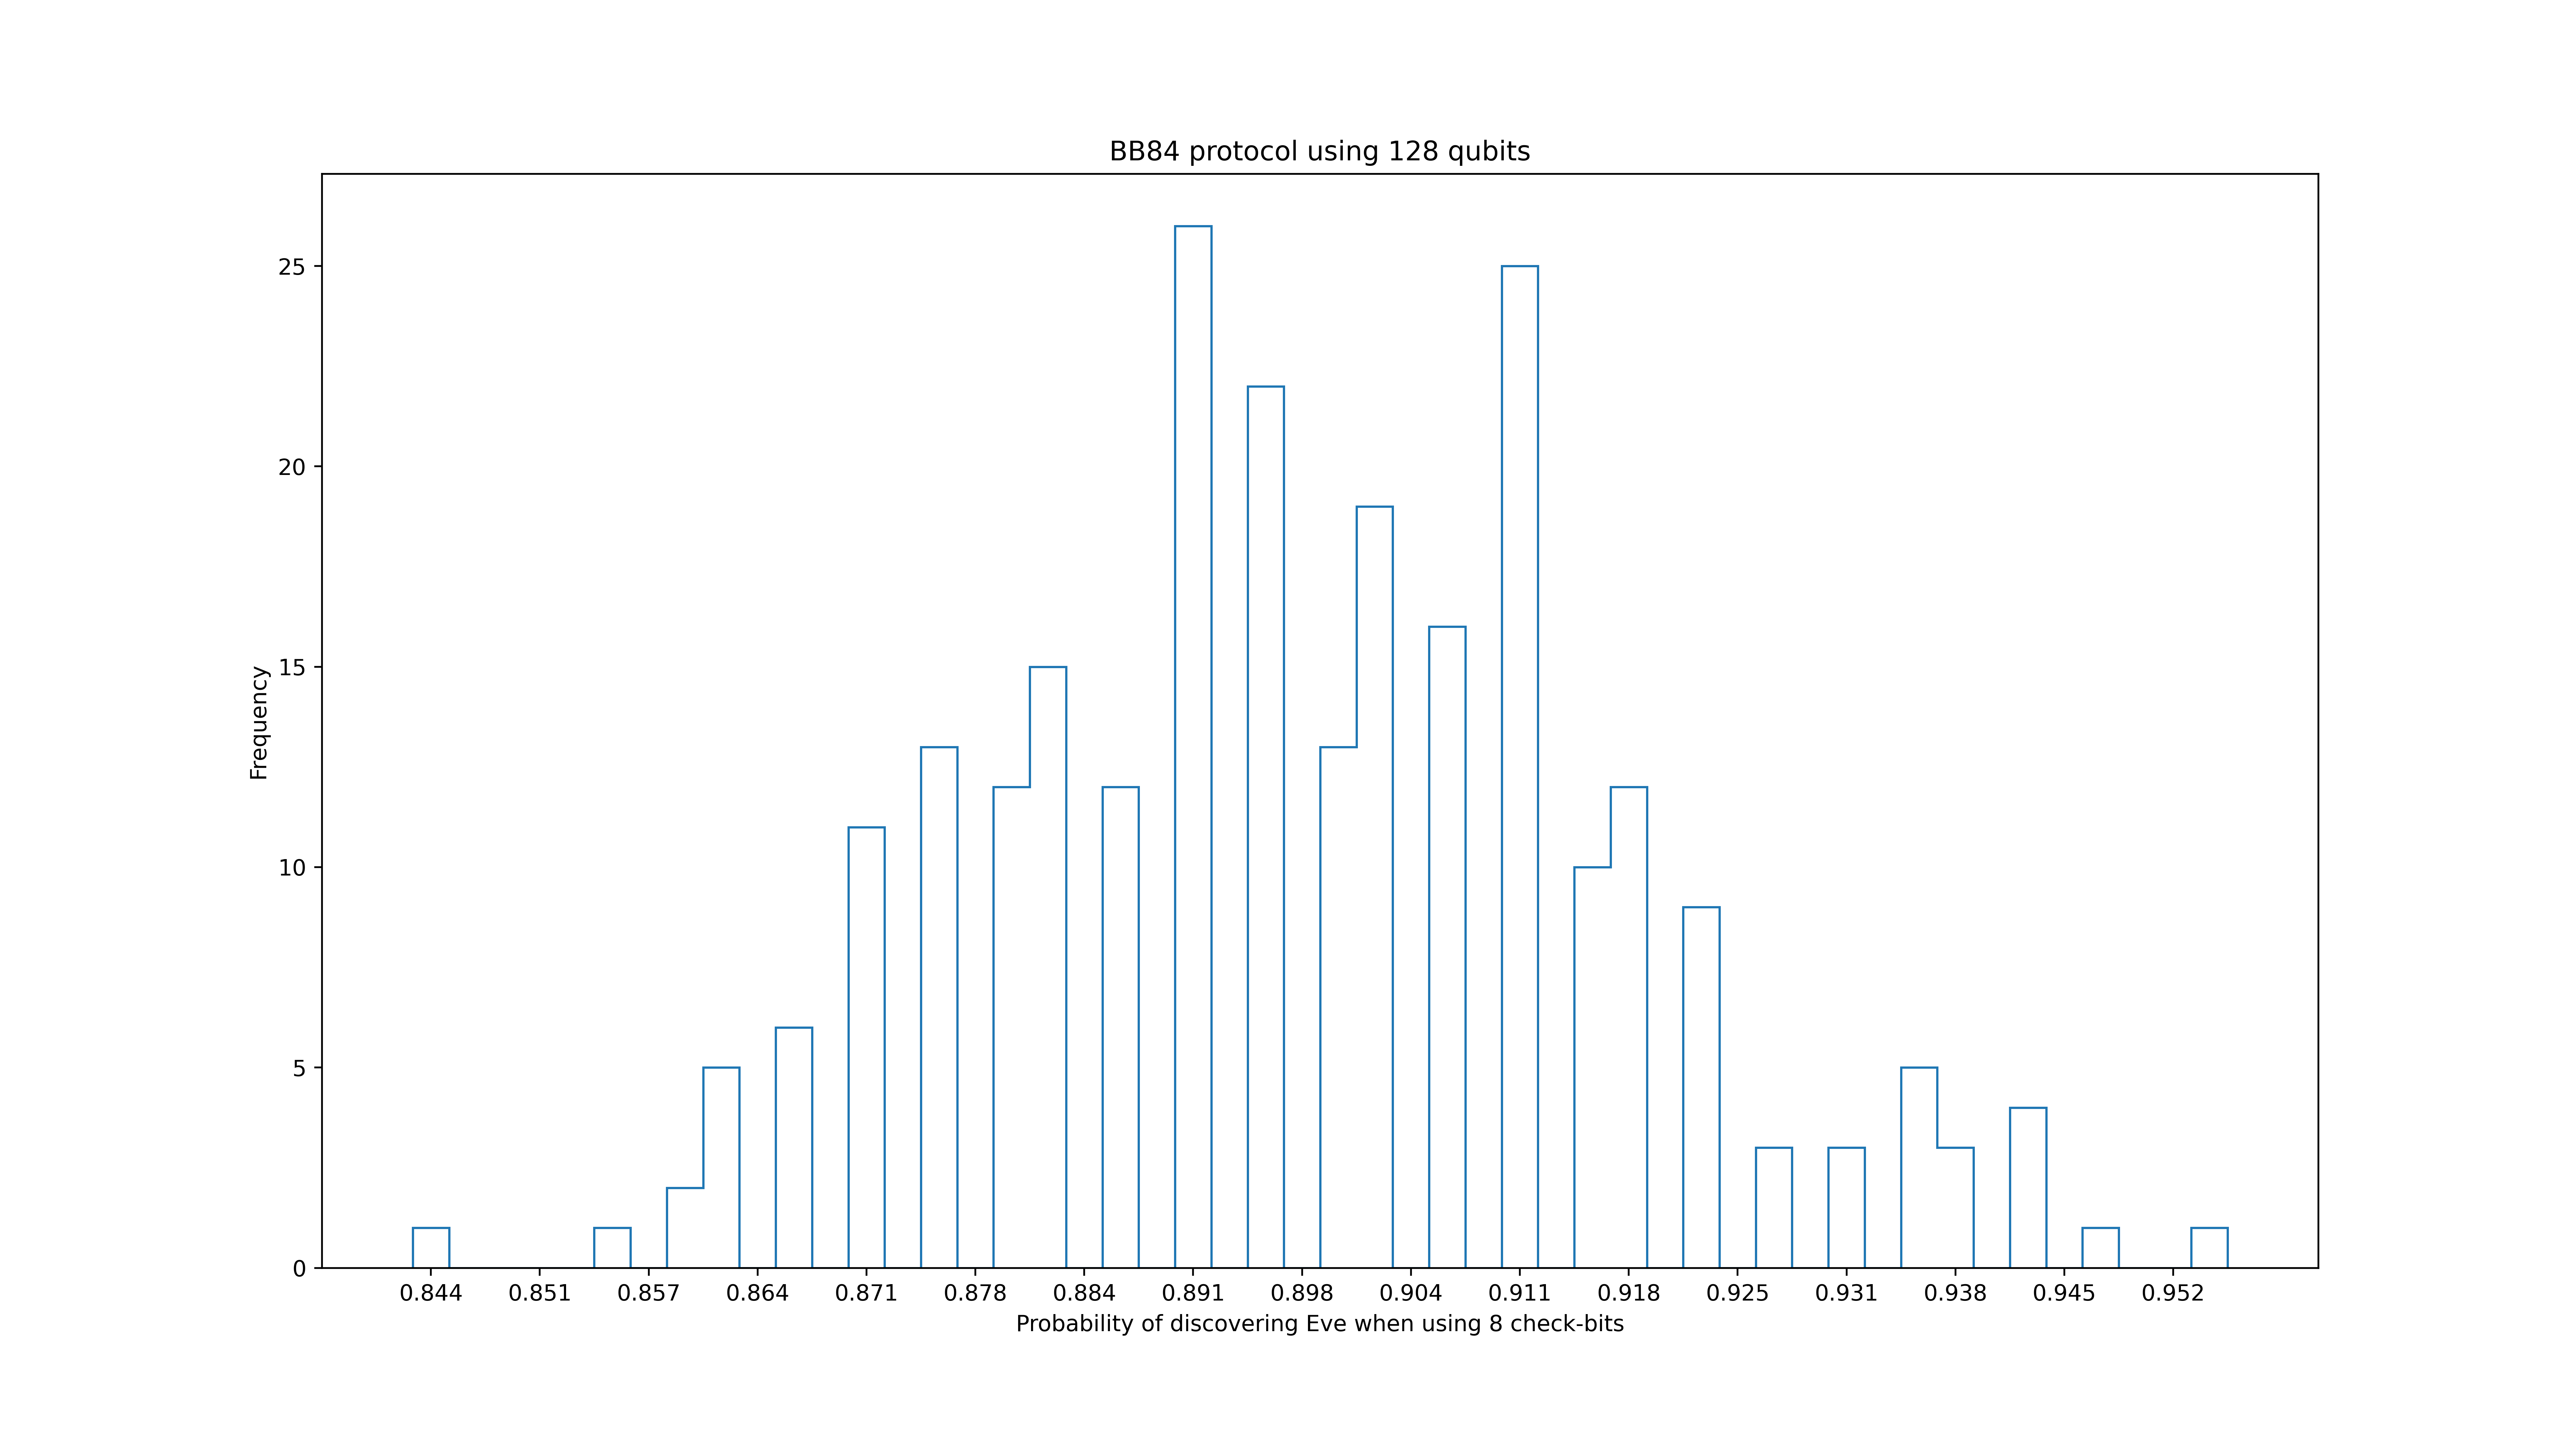 BB84 protocol using 128 qubits
Frequency
25
20
15
10
5
0
0.844 0.851 0.857 0.864 0.871 0.878 0.884 0.891 0.898 0.904 0.911 0.918 0.925 0.931 0.938 0.945 0.952
Probability of discovering Eve when using 8 check-bits